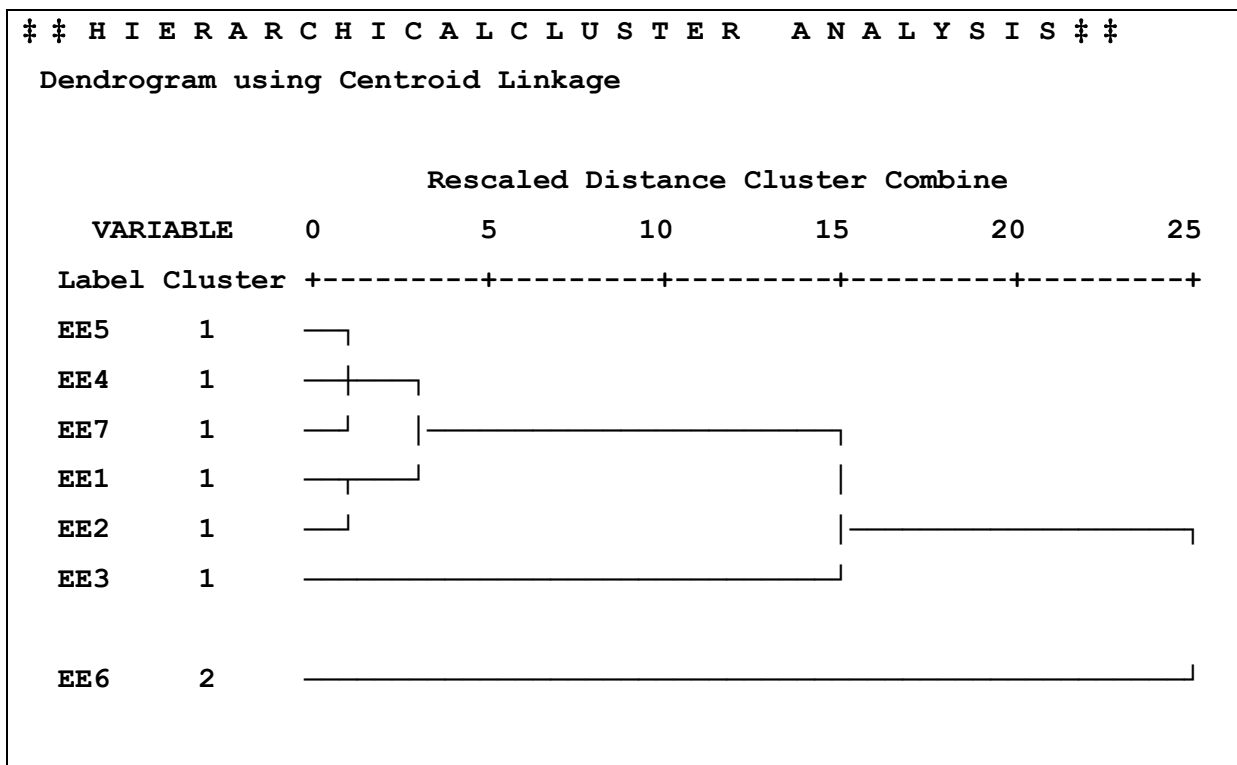 ‡ ‡ H I E R A R C H I C A L C L U S T E R A N A L Y S I S ‡ ‡
Dendrogram using Centroid Linkage
Rescaled Distance Cluster Combine
VARIABLE 0 5 10 15 20 25
Label Cluster +---------+---------+---------+---------+---------+
EE5 1
EE4 1
EE7 1
EE1 1
EE2 1
EE3 1
EE6 2